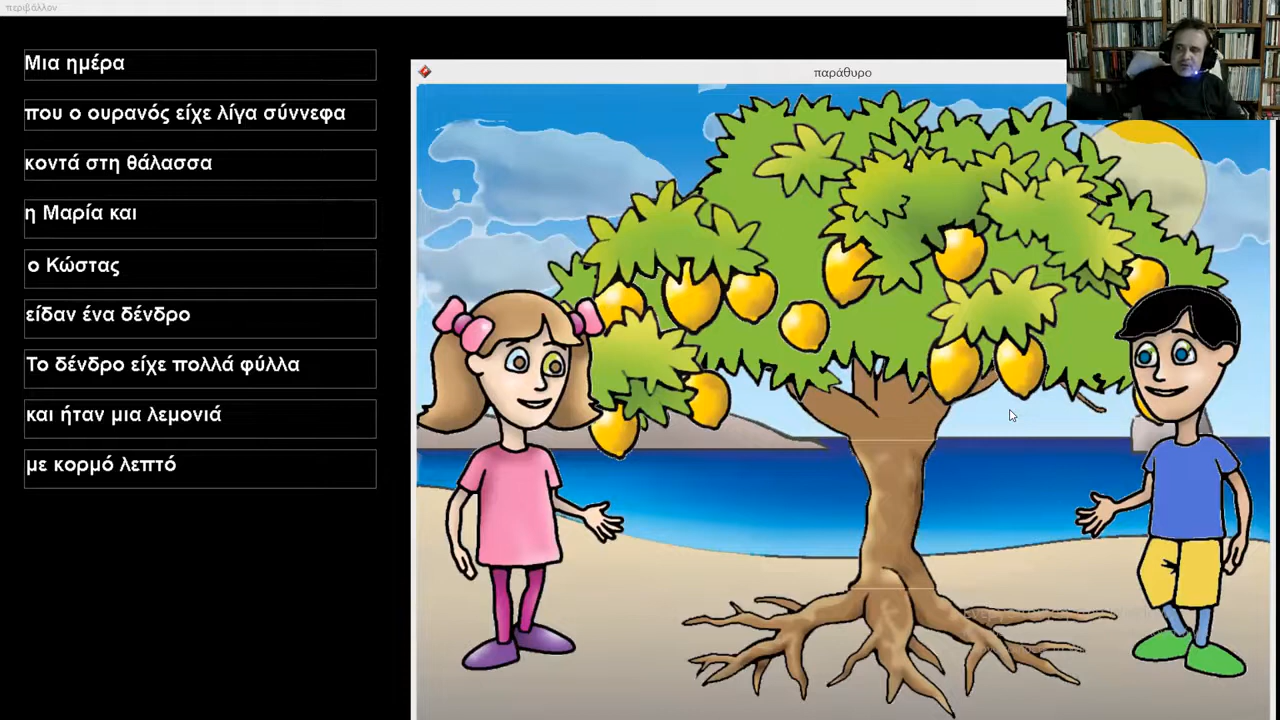 περιβάλλον
Μια ημέρα
που ο ουρανός είχε λίγα σύννεφα
κοντά στη θάλασσα
η Μαρία και
ο Κώστας
είδαν ένα δένδρο
Το δένδρο είχε πολλά φύλλα
και ήταν μια λεμονιά
με κορμό λεπτό
παράθυρο